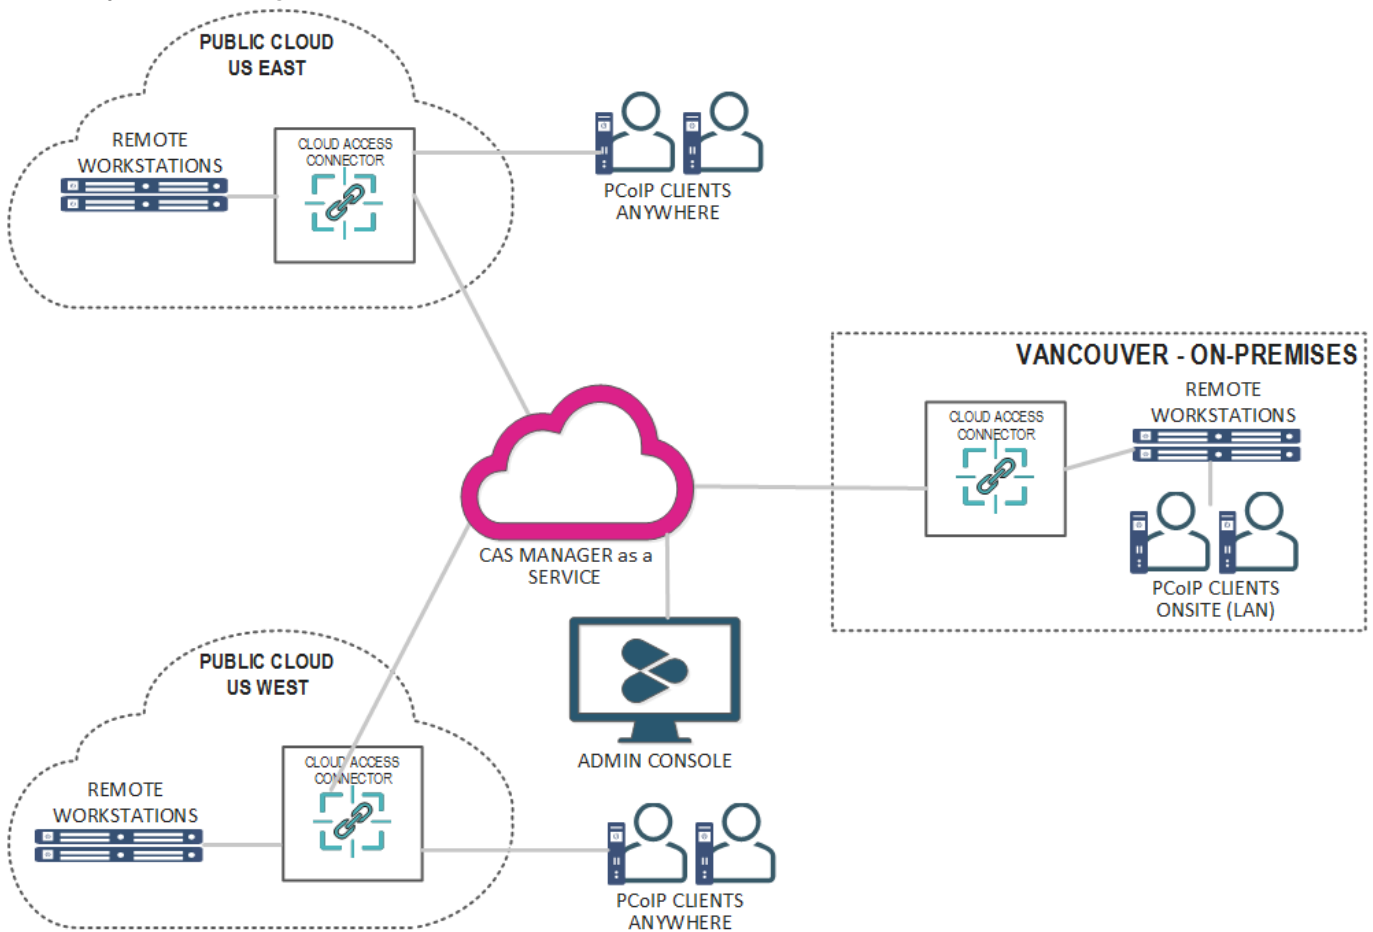 PUBLIC CLOUD
US EAST
REMOTE
WORKSTATIONS
CLOUD ACCESS
CONNECTOR
PCoIP CLIENTS
ANYWHERE
VANCOUVER - ON-PREMISES
CLOUD ACCESS
CONNECTOR
REMOTE
WORKSTATIONS
PCoIP CLIENTS
ONSITE (LAN)
CAS MANAGER as a
SERVICE
ADMIN CONSOLE
PUBLIC CLOUD
US WEST
REMOTE
WORKSTATIONS
CLOUD ACCESS
CONNECTOR
PCoIP CLIENTS
ANYWHERE